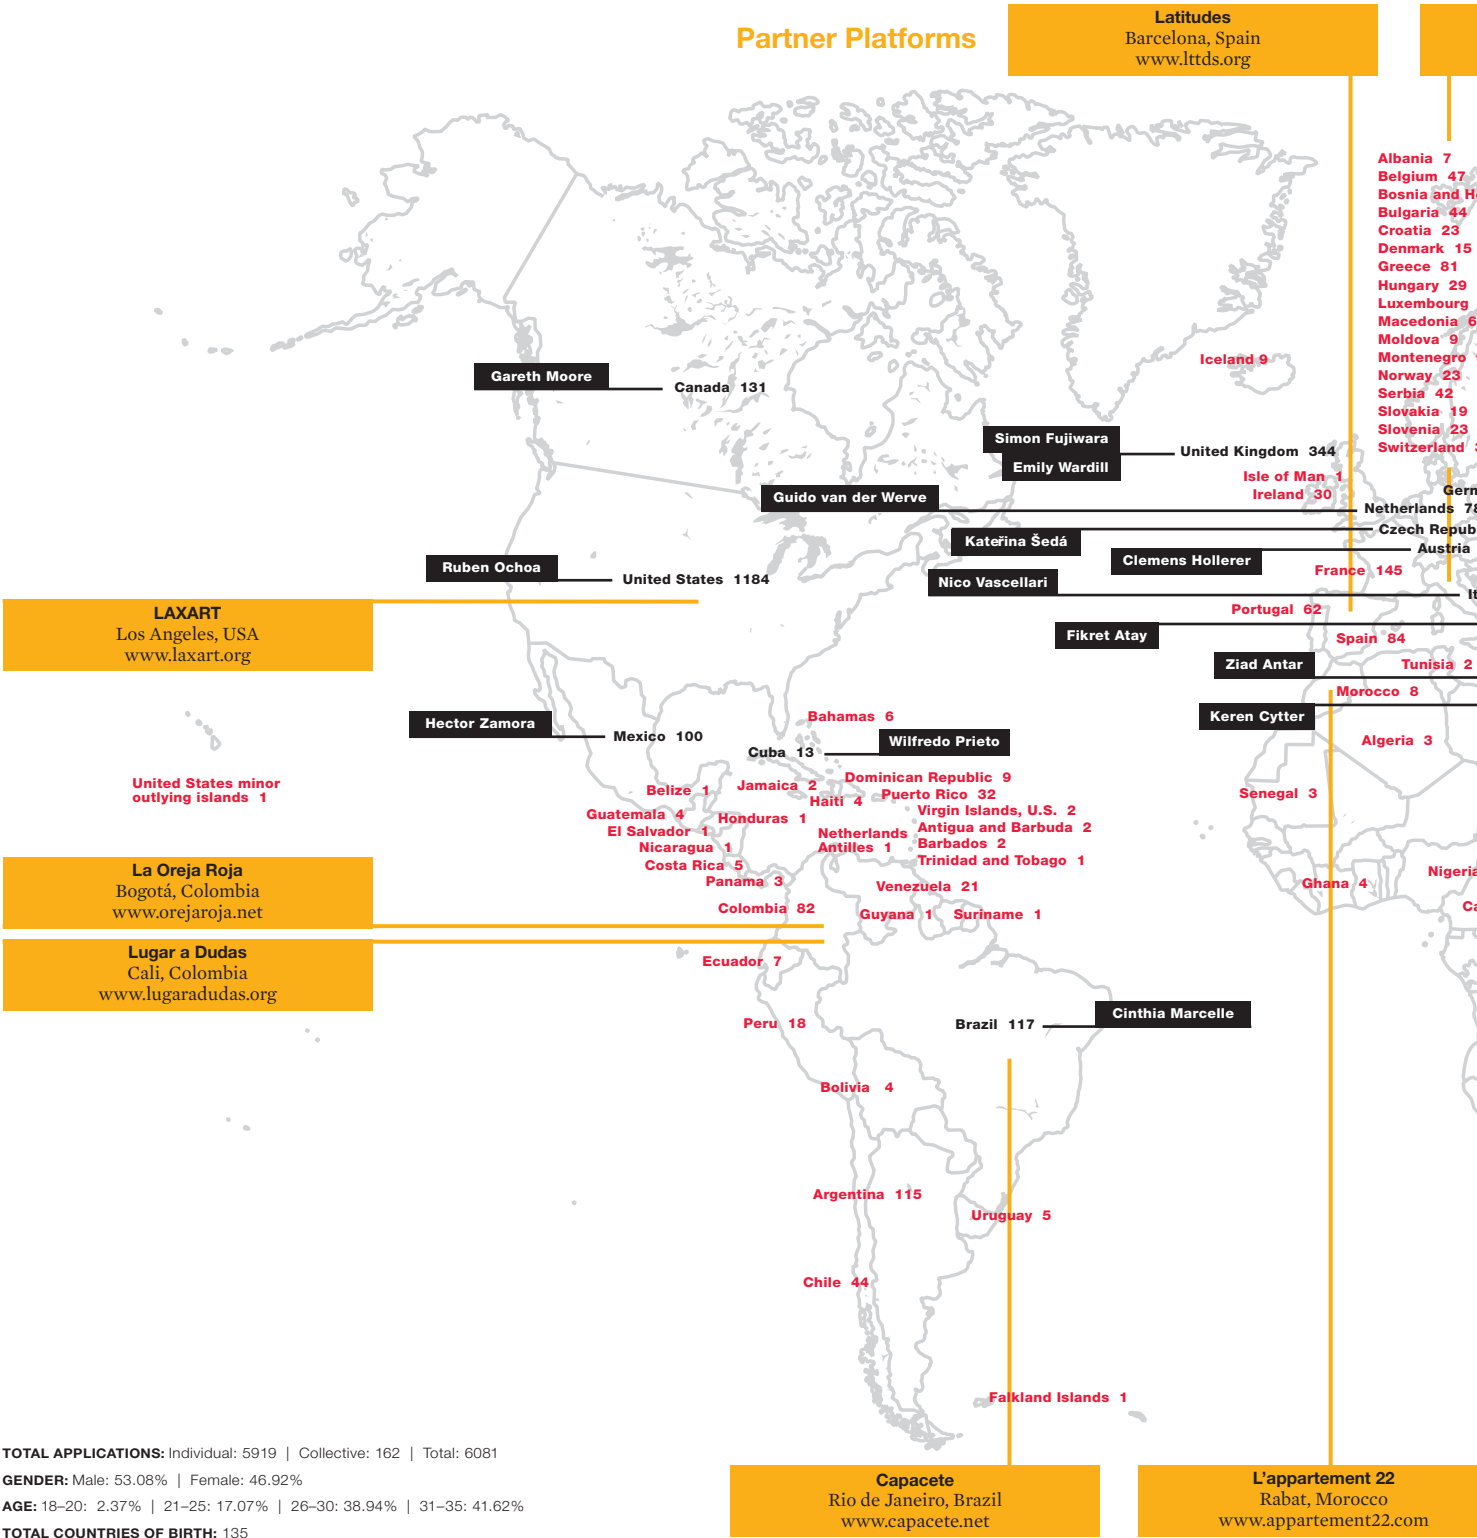 Partner Platforms
Latitudes
Barcelona, Spain
www.lttds.org
Albania 7
Belgium 47
Bosnia and
Bulgaria 44
Croatia 23
Denmark 15
Greece 81
Hungary 29
Luxembourg
Macedonia 6
Moldova 9
Montenegro
Norway 23
Serbia 42
Slovakia 19
Slovenia 23
Switzerland
Iceland 9
Gareth Moore
Canada 131
Simon Fujiwara
Emily Wardill
United Kingdom 344
Isle of Man 1
Ireland 30
Guido van der Werve
Netherlands 78
Kateřina Šedá
Czech
Clemens Hollerer
Austria
Ruben Ochoa
United States 1184
Nico Vascellari
France 145
Portugal 62
LAXART
Los Angeles, USA
www.laxart.org
Fikret Atay
Spain 84
Ziad Antar
Tunisia 2
Morocco 8
Keren Cytter
Algeria 3
Hector Zamora
Mexico 100
Bahamas 6
Cuba 13
Wilfredo Prieto
United States minor
outlying islands 1
Belize 1
Jamaica 2
Dominican Republic 9
Haiti 4
Puerto Rico 32
Senegal 3
Guatemala 4
Honduras 1
Virgin Islands, U.S. 2
El Salvador 1
Netherlands
Antilles 1
Antigua and Barbuda 2
Nicaragua 1
Barbados 2
Costa Rica 5
Trinidad and Tobago 1
Panama 3
Venezuela 21
Ghana 4
La Oreja Roja
Bogotá, Colombia
www.orejaroja.net
Colombia 82
Guyana 1
Suriname 1
Lugar a Dudas
Cali, Colombia
www.lugaradudas.org
Ecuador 7
Peru 18
Brazil 117
Cinthia Marcelle
Bolivia 4
Argentina 115
Uruguay 5
Chile 44
Falkland Islands 1
TOTAL APPLICATIONS: Individual: 5919 | Collective: 162 | Total: 6081
GENDER: Male: 53.08% | Female: 46.92%
AGE: 18–20: 2.37% | 21–25: 17.07% | 26–30: 38.94% | 31–35: 41.62%
TOTAL COUNTRIES OF BIRTH: 135
Capacete
Rio de Janeiro, Brazil
www.capacete.net
L'appartement 22
Rabat, Morocco
www.appartement22.com